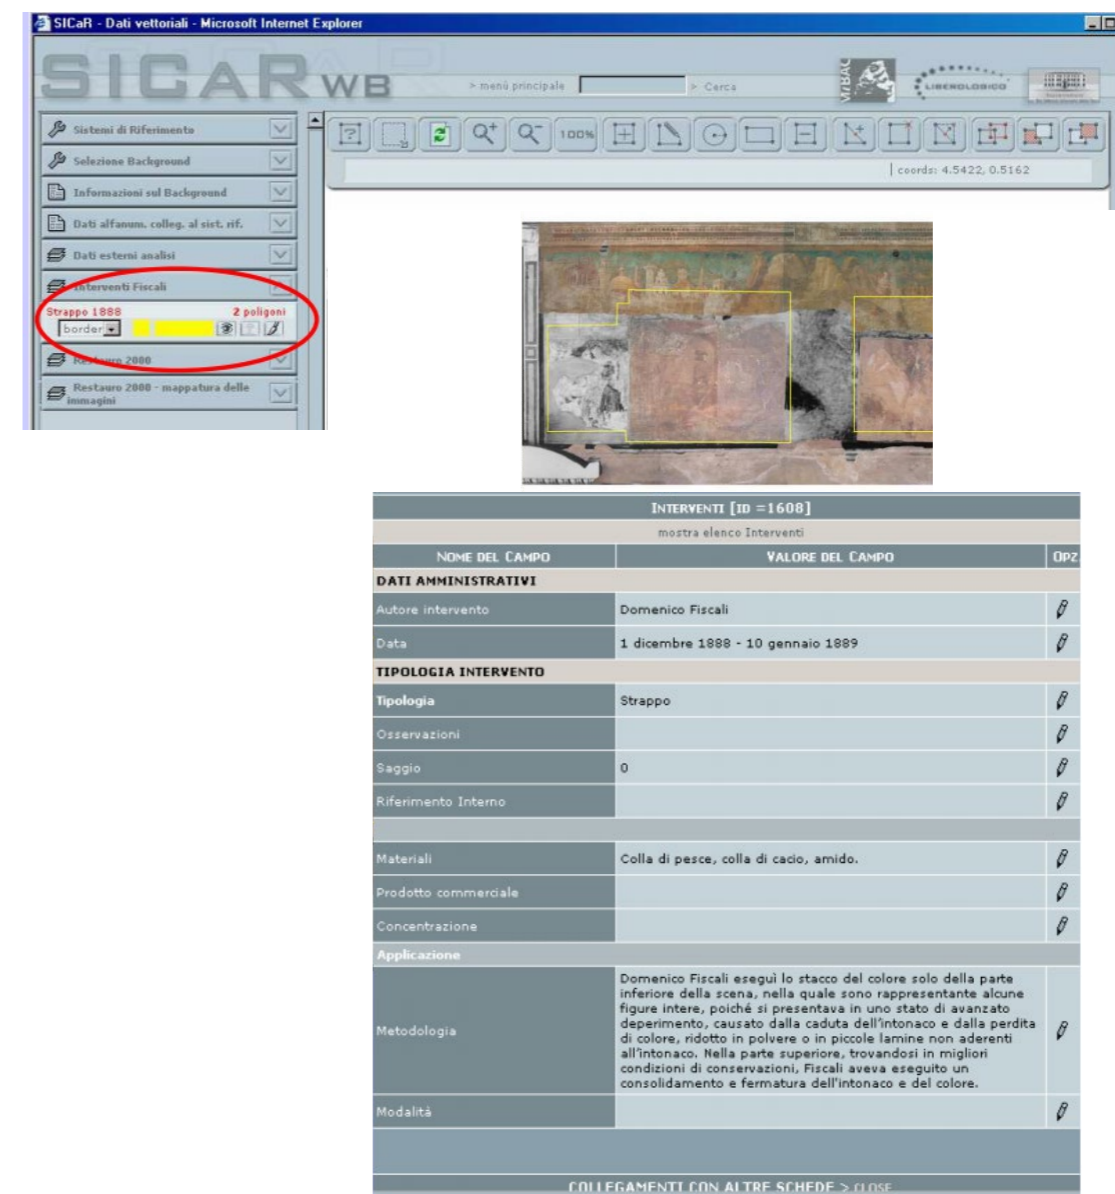 SICaR - Dati vettoriali - Microsoft Internet Explorer
SICAR WB
> menù principale
> Cerca
MiBAC
LIBEROLOGICO
Sistemi di Riferimento
Selezione Background
Informazioni sul Background
Dati alfanum. colleg. al sist. rif.
Dati esterni analisi
Interventi Fiscali
Strappo 1888 2 poligoni
border
Restauro 2000
Restauro 2000 - mappatura delle
immagini
100%
coords: 4.5422, 0.5162
INTERVENTI [ID =1608]
mostra elenco Interventi
NOME DEL CAMPO VALORE DEL CAMPO OPZ.
DATI AMMINISTRATIVI
Autore intervento Domenico Fiscali
Data 1 dicembre 1888 - 10 gennaio 1889
TIPOLOGIA INTERVENTO
Tipologia Strappo
Osservazioni
Saggio 0
Riferimento Interno
Materiali Colla di pesce, colla di cacio, amido.
Prodotto commerciale
Concentrazione
Applicazione
Metodologia
Domenico Fiscali eseguì lo stacco del colore solo della parte
inferiore della scena, nella quale sono rappresentante alcune
figure intere, poiché si presentava in uno stato di avanzato
deperimento, causato dalla caduta dell'intonaco e dalla perdita
di colore, ridotto in polvere o in piccole lamine non aderenti
all'intonaco. Nella parte superiore, trovandosi in migliori
condizioni di conservazioni, Fiscali aveva eseguito un
consolidamento e fermatura dell'intonaco e del colore.
Modalità
COLLEGAMENTI CON ALTRE SCHEDE > CLOSE